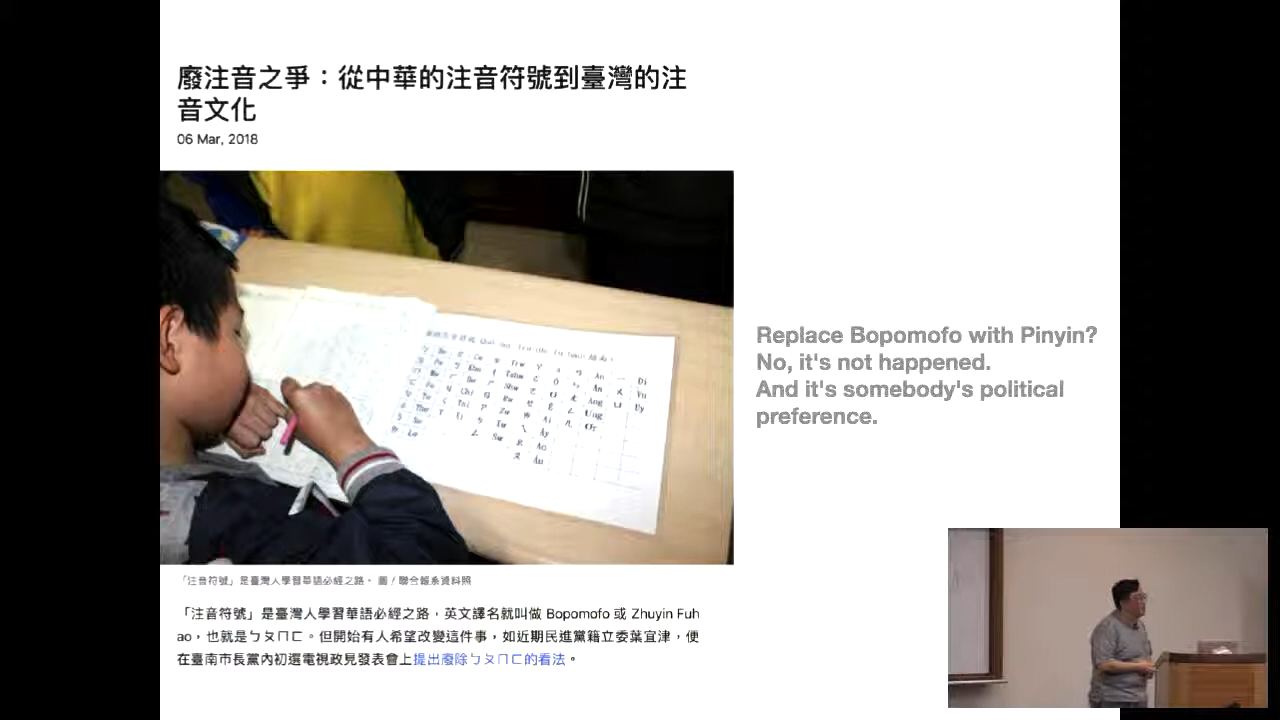 廢注音之爭：從中華的注音符號到臺灣的注
音文化
06 Mar, 2018
「注音符號」是臺灣人學習華語必經之路。 圖／聯合報系資料照
「注音符號」是臺灣人學習華語必經之路，英文譯名就叫做 Bopomofo 或 Zhuyin Fuh
ao，也就是ㄅㄆㄇㄈ。但開始有人希望改變這件事，如近期民進黨籍立委葉宜津，便
在臺南市長黨內初選電視政見發表會上提出廢除ㄅㄆㄇㄈ的看法。
Replace Bopomofo with Pinyin?
No, it's not happened.
And it's somebody's political
preference.